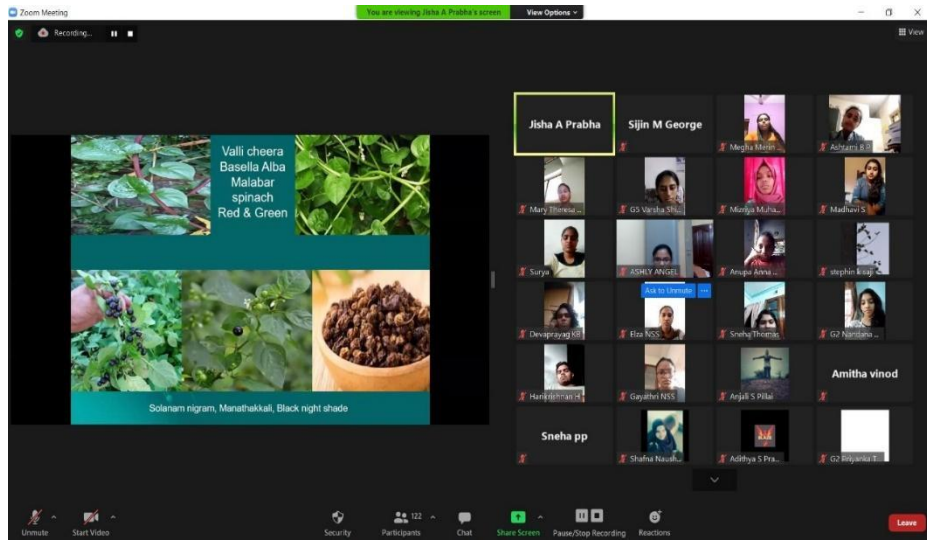 Zoom Meeting
You are viewing Jisha A Prabha's screen
View Options
Recording...
View
Valli cheera
Basella Alba
Malabar
spinach
Red & Green
Solanam nigram, Manathakkali, Black night shade
Jisha A Prabha
Sijin M George
Megha Merin ...
Ashtami B P
Mary Theresa ...
GS Varsha Shi...
Mizriya Muha...
Madhavi S
Surya
ASHLY ANGEL
Anupa Anna ...
stephin k saji
Ask to Unmute
...
Devaprayag KB
Elza NSS
Sneha Thomas
G2 Nandana ...
Harikrishnan H
Gayathri NSS
Anjali S Pillai
Amitha vinod
Sneha pp
Shafna Naush...
Adithya S Pra...
G2 Priyanka T...
Unmute
Start Video
Security
122
Participants
Chat
Share Screen
Pause/Stop Recording
Reactions
Leave